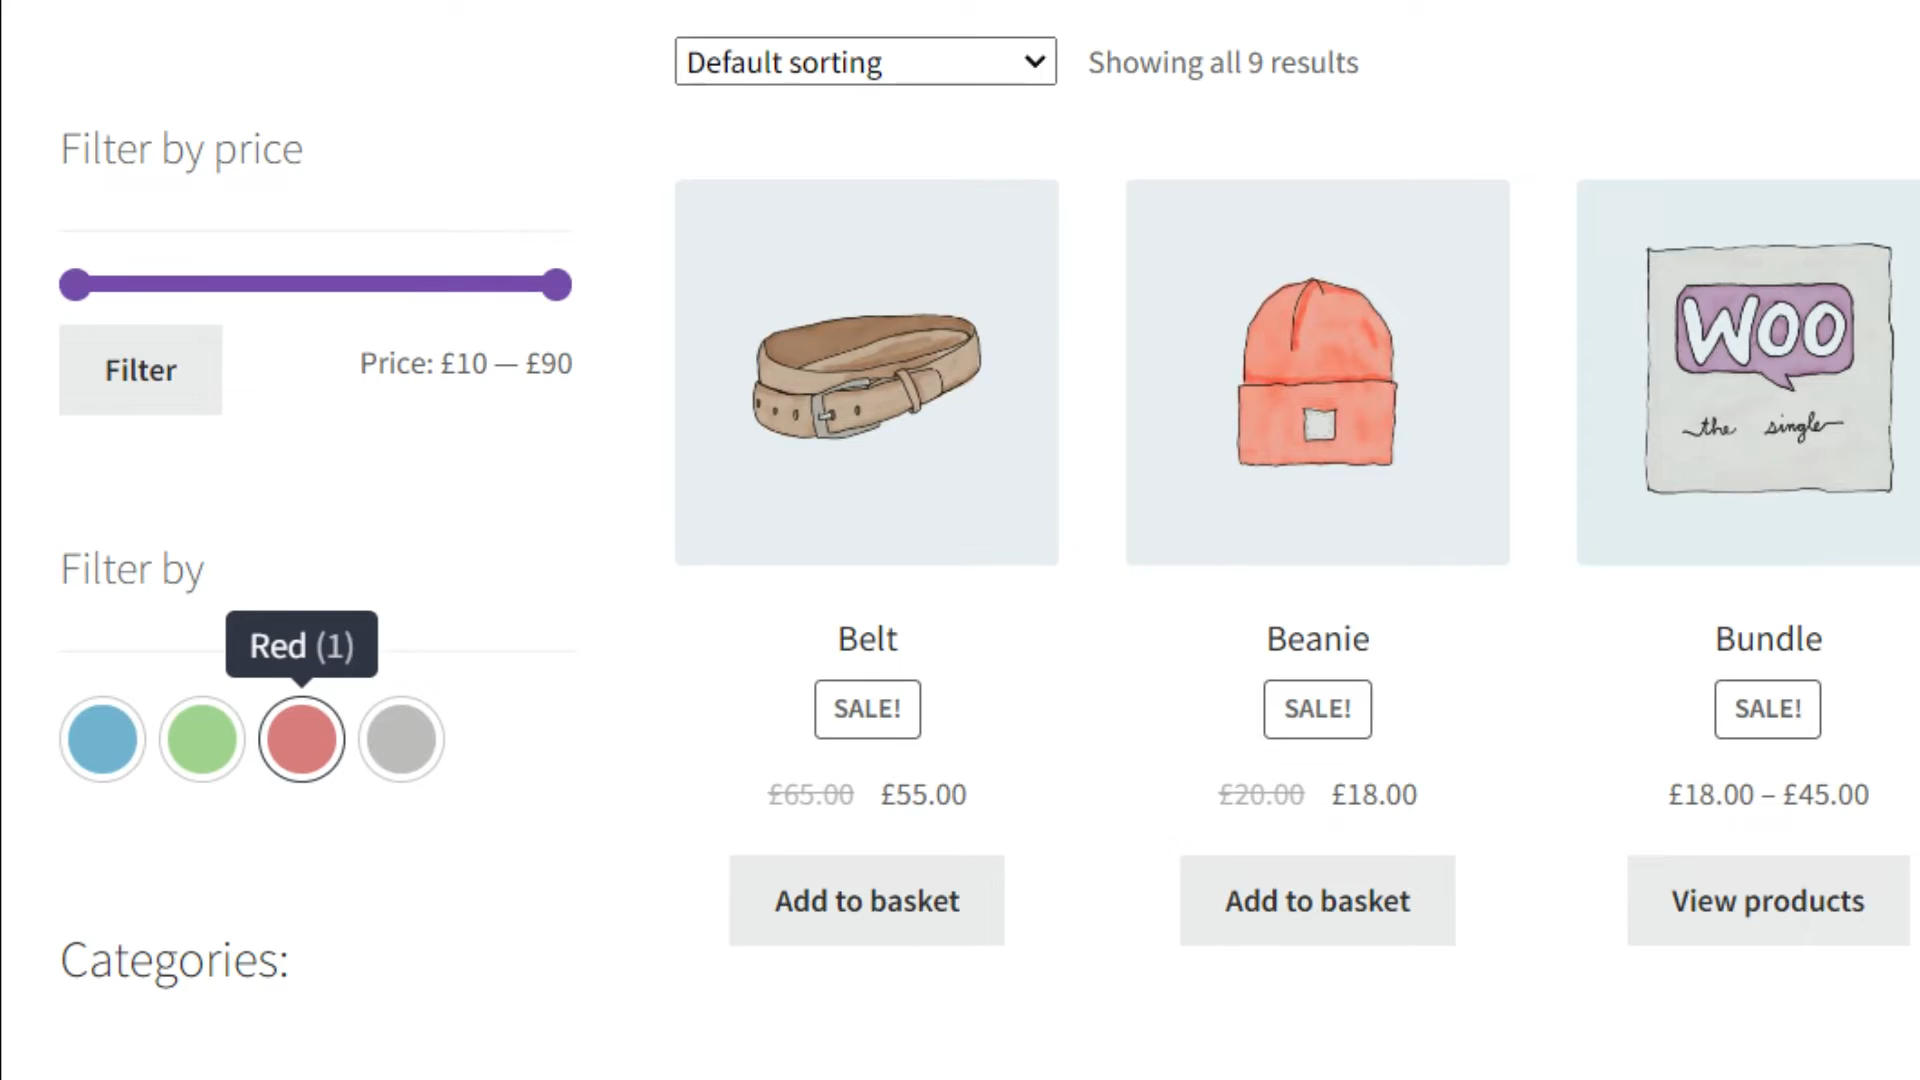 Default sorting
Showing all 9 results
Filter by price
Filter
Price: £10 — £90
Filter by
Red (1)
Categories:
WOO
the single
Belt
SALE!
£65.00 £55.00
Add to basket
Beanie
SALE!
£20.00 £18.00
Add to basket
Bundle
SALE!
£18.00 – £45.00
View products